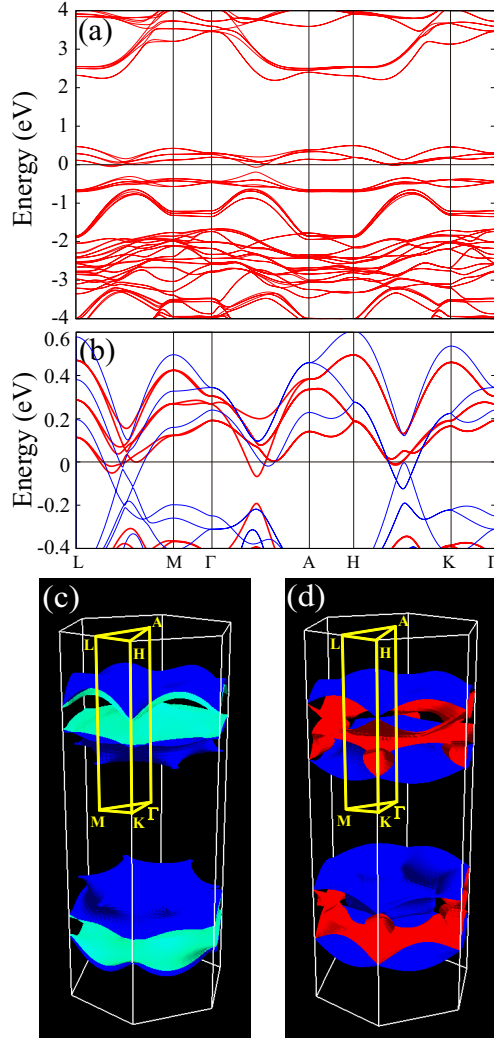 (a)
Energy (eV)
4
3
2
1
0
-1
-2
-3
-4
(b)
Energy (eV)
0.6
0.4
0.2
0
-0.2
-0.4
L M Γ A H K Γ
(c)
A
L
H
M
K
Γ
(d)
A
L
H
M
K
Γ